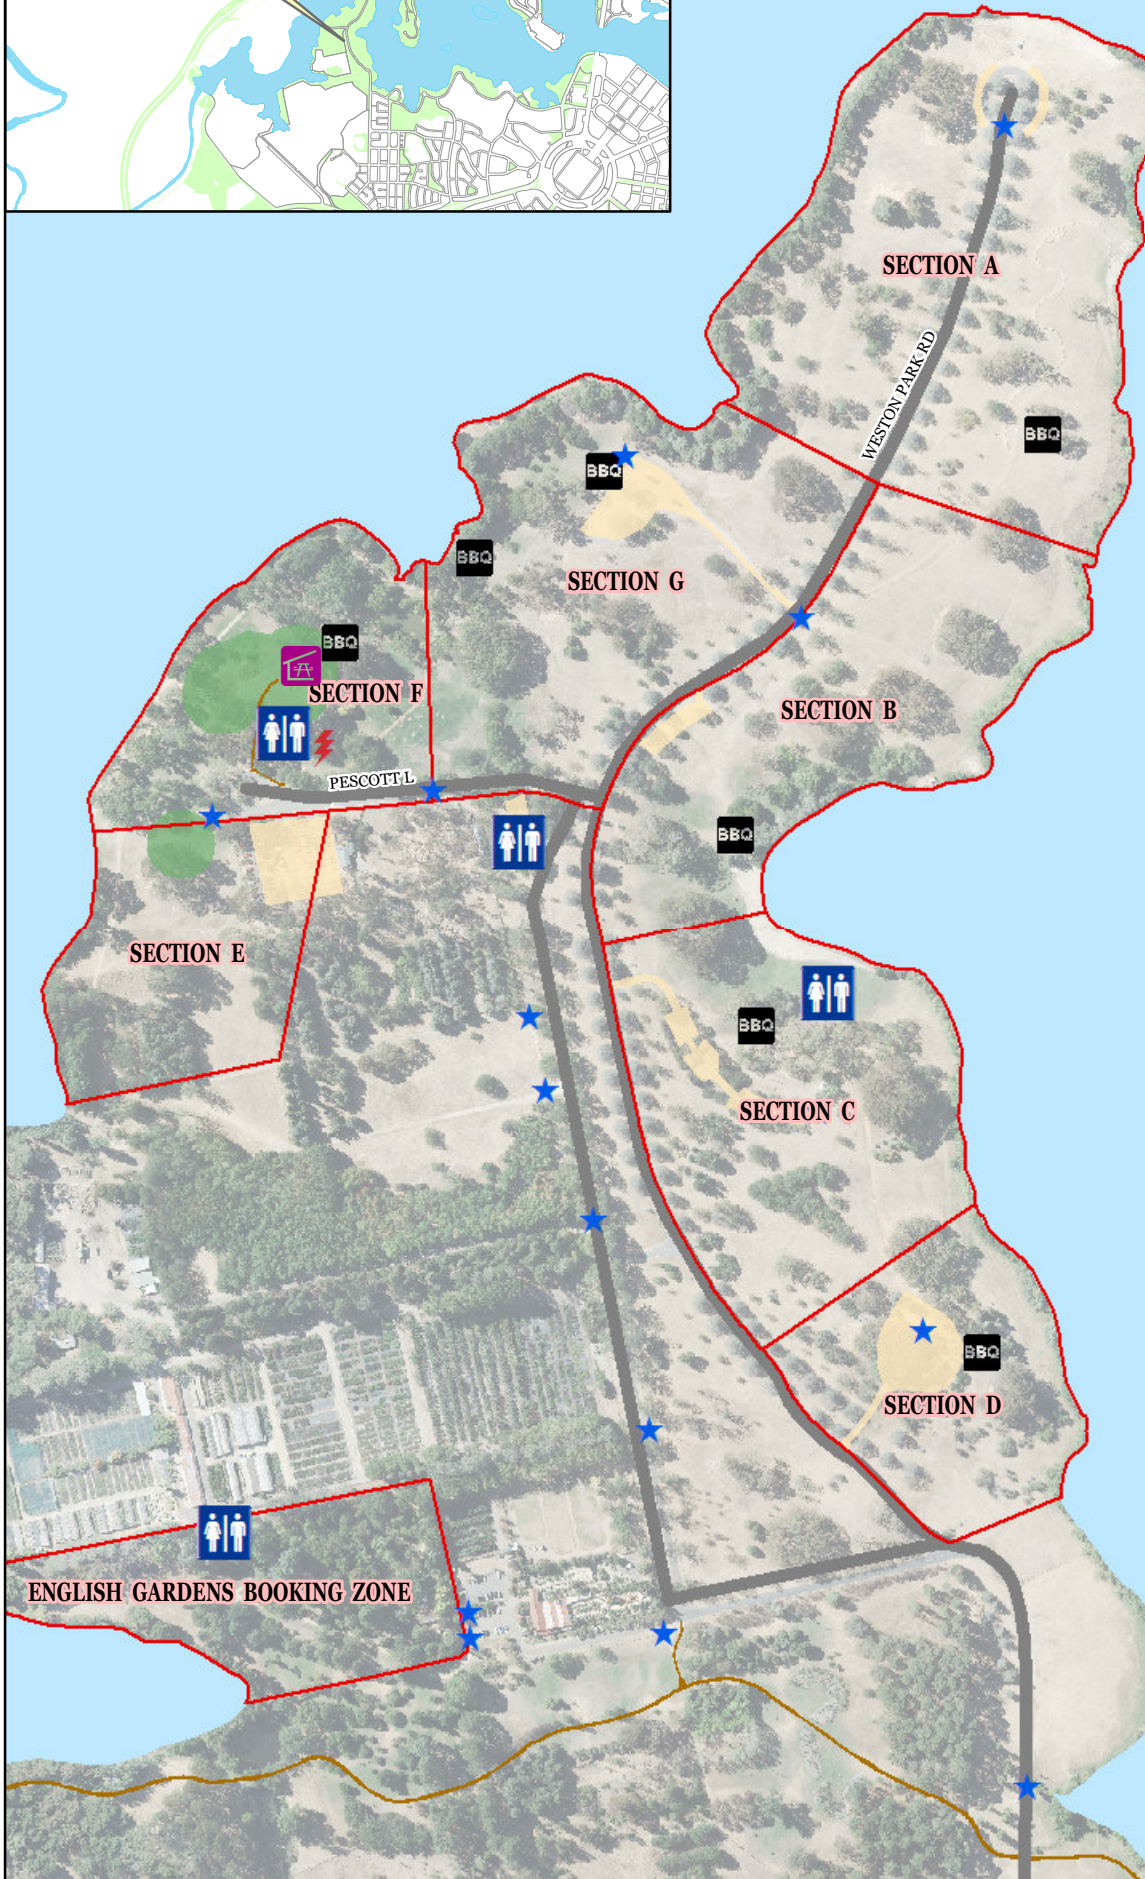 SECTION A
WESTON PARK RD
BBQ
BBQ
BBQ
SECTION G
BBQ
SECTION F
SECTION B
PESCOTT L
BBQ
SECTION E
BBQ
SECTION C
BBQ
SECTION D
ENGLISH GARDENS BOOKING ZONE